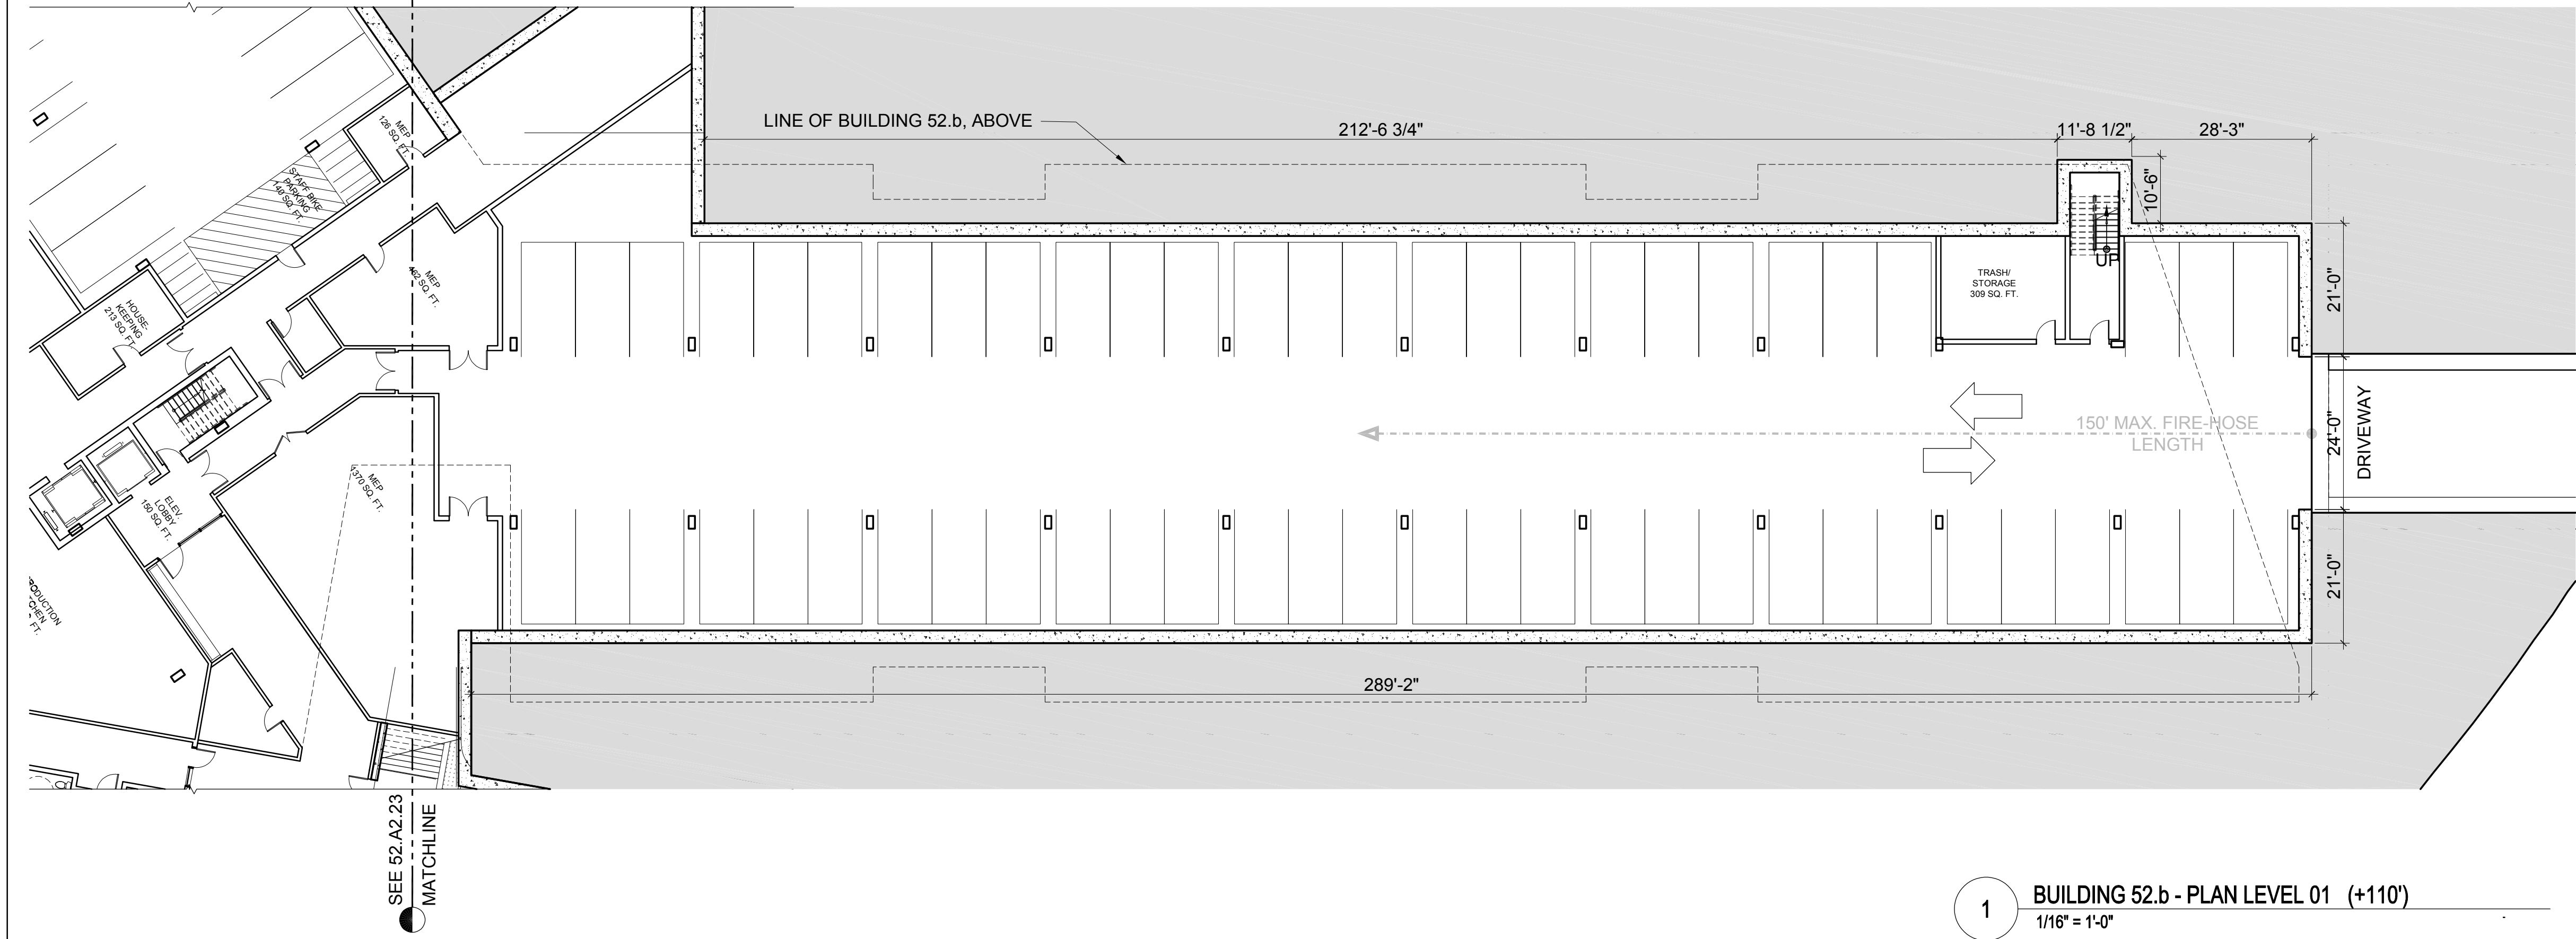 LINE OF BUILDING 52.b, ABOVE
212'-6 3/4"
11'-8 1/2"
28'-3"
10'-6"
MEP
126 SQ. FT.
STAFF BIKE
PARKING
140 SQ. FT.
MEP
462 SQ. FT.
HOUSE-
KEEPING
213 SQ. FT.
TRASH/
STORAGE
309 SQ. FT.
UP
21'-0"
150' MAX. FIRE-HOSE
LENGTH
24'-0"
DRIVEWAY
MEP
1370 SQ. FT.
ELEV.
LOBBY
150 SQ. FT.
21'-0"
FT.
289'-2"
SEE 52.A2.23
MATCHLINE
1
BUILDING 52.b - PLAN LEVEL 01 (+110')
1/16" = 1'-0"